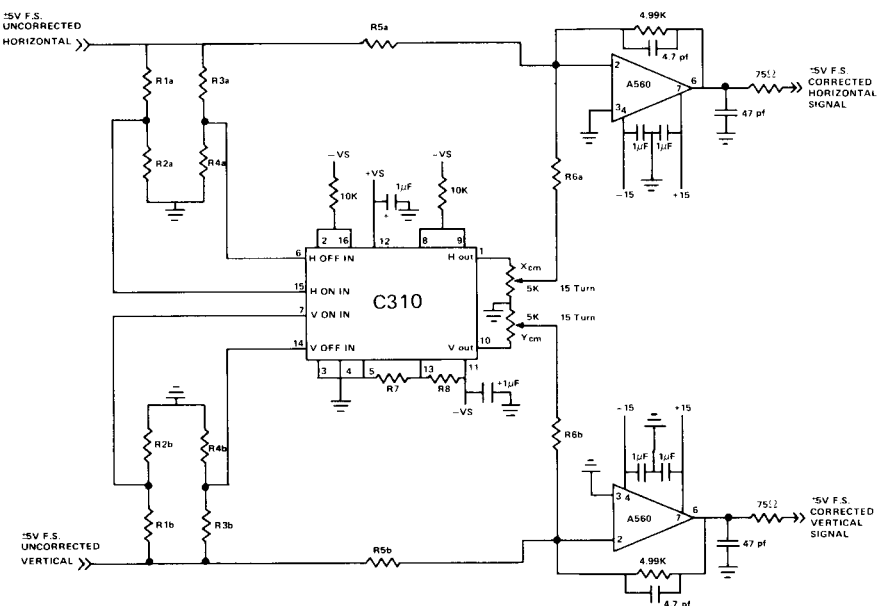 ±5V F.S.
UNCORRECTED
HORIZONTAL
R5a
4.99K
4.7 pf
2
A560
6
7
3
4
75Ω
±5V F.S.
CORRECTED
HORIZONTAL
SIGNAL
47 pf
1µF
1µF
-15
+15
R1a
R3a
R2a
R4a
R6a
-VS
10K
+VS
1µF
+
-VS
10K
2
16
12
8
9
6
H OFF IN
H out
1
15
H ON IN
7
V ON IN
14
V OFF IN
C310
V out
10
Xcm
5K
15 Turn
5K
15 Turn
Ycm
3
4
5
13
11
R7
R8
+1µF
-VS
R2b
R4b
R1b
R3b
R6b
-15
+15
1µF
1µF
3
4
A560
7
6
2
75Ω
±5V F.S.
CORRECTED
VERTICAL
SIGNAL
47 pf
±5V F.S.
UNCORRECTED
VERTICAL
R5b
4.99K
4.7 pf